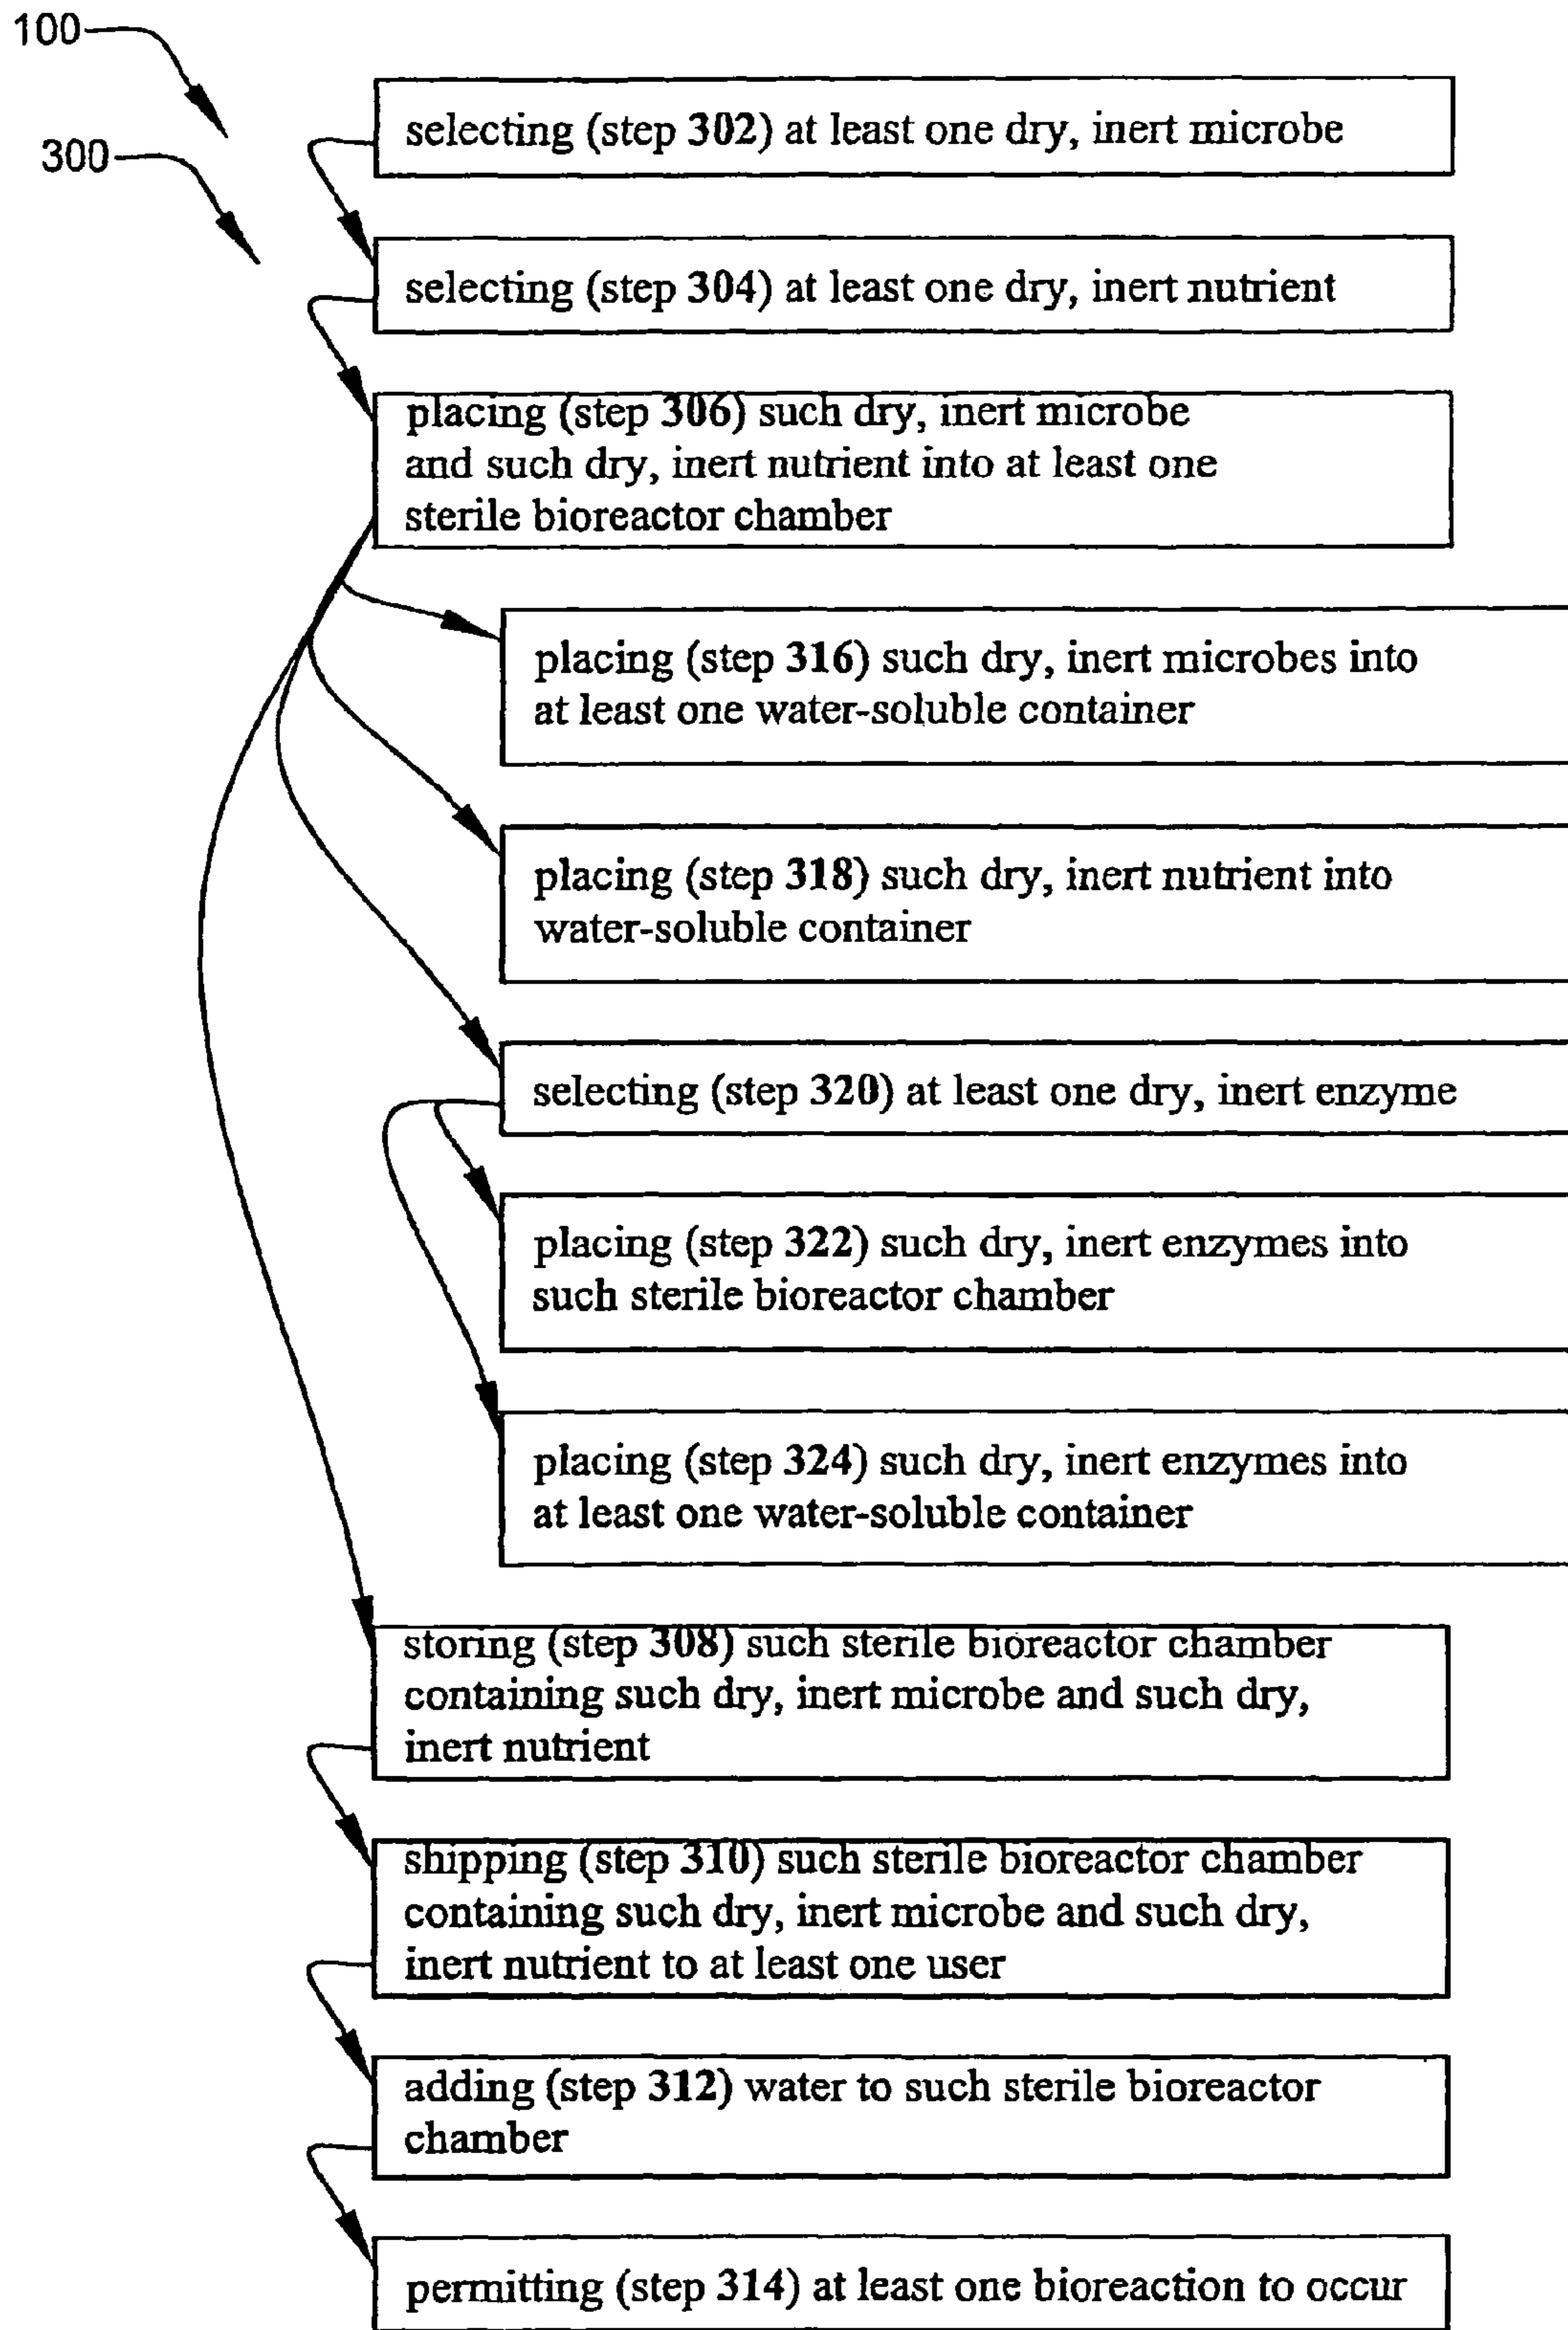 100
300
selecting (step 302) at least one dry, inert microbe
selecting (step 304) at least one dry, inert nutrient
placing (step 306) such dry, inert microbe
and such dry, inert nutrient into at least one
sterile bioreactor chamber
placing (step 316) such dry, inert microbes into
at least one water-soluble container
placing (step 318) such dry, inert nutrient into
water-soluble container
selecting (step 320) at least one dry, inert enzyme
placing (step 322) such dry, inert enzymes into
such sterile bioreactor chamber
placing (step 324) such dry, inert enzymes into
at least one water-soluble container
storing (step 308) such sterile bioreactor chamber
containing such dry, inert microbe and such dry,
inert nutrient
shipping (step 310) such sterile bioreactor chamber
containing such dry, inert microbe and such dry,
inert nutrient to at least one user
adding (step 312) water to such sterile bioreactor
chamber
permitting (step 314) at least one bioreaction to occur